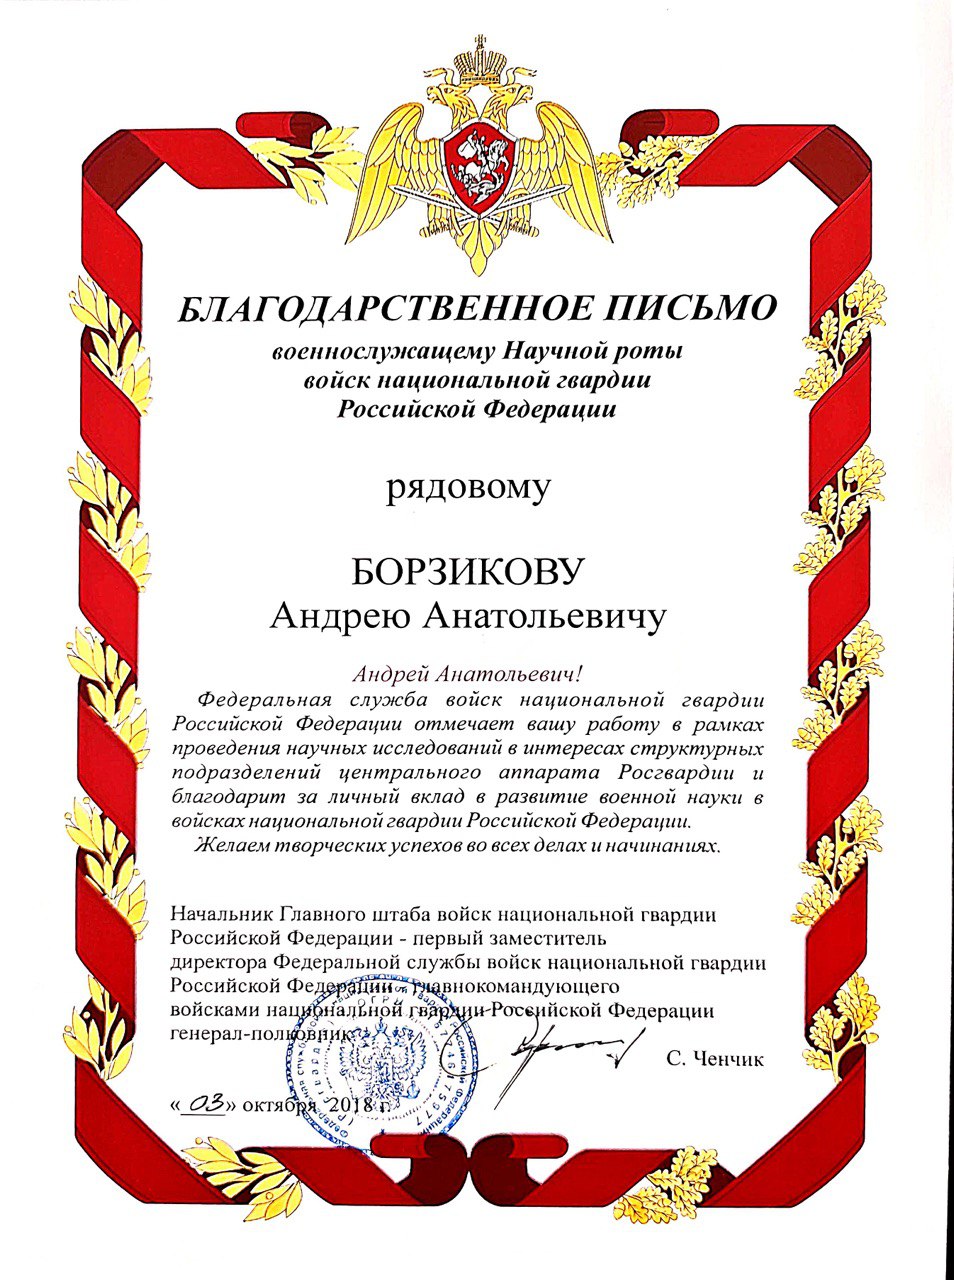 БЛАГОДАРСТВЕННОЕ ПИСЬМО
военнослужащему Научной роты
войск национальной гвардии
Российской Федерации
рядовому
БОРЗИКОВУ
Андрею Анатольевичу
Андрей Анатольевич!
Федеральная служба войск национальной гвардии
Российской Федерации отмечает вашу работу в рамках
проведения научных исследований в интересах структурных
подразделений центрального аппарата Росгвардии и
благодарит за личный вклад в развитие военной науки в
войсках национальной гвардии Российской Федерации.
Желаем творческих успехов во всех делах и начинаниях.
Начальник Главного штаба войск национальной гвардии
Российской Федерации - первый заместитель
директора Федеральной службы войск национальной гвардии
Российской Федерации - главнокомандующего
войсками национальной гвардии Российской Федерации
генерал-полковник
С. Ченчик
«03» октября 2018 г.